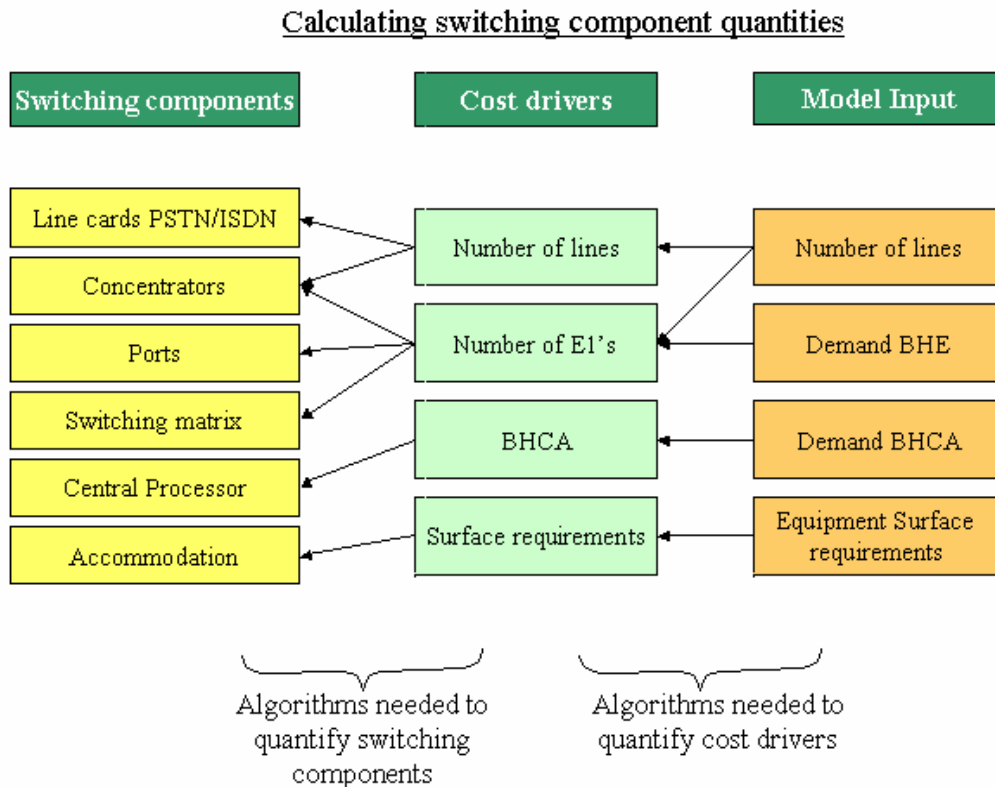 Calculating switching component quantities
Switching components
Cost drivers
Model Input
Line cards PSTN/ISDN
Concentrators
Ports
Switching matrix
Central Processor
Accommodation
Number of lines
Number of E1's
BHCA
Surface requirements
Number of lines
Demand BHE
Demand BHCA
Equipment Surface
requirements
Algorithms needed to
quantify switching
components
Algorithms needed to
quantify cost drivers